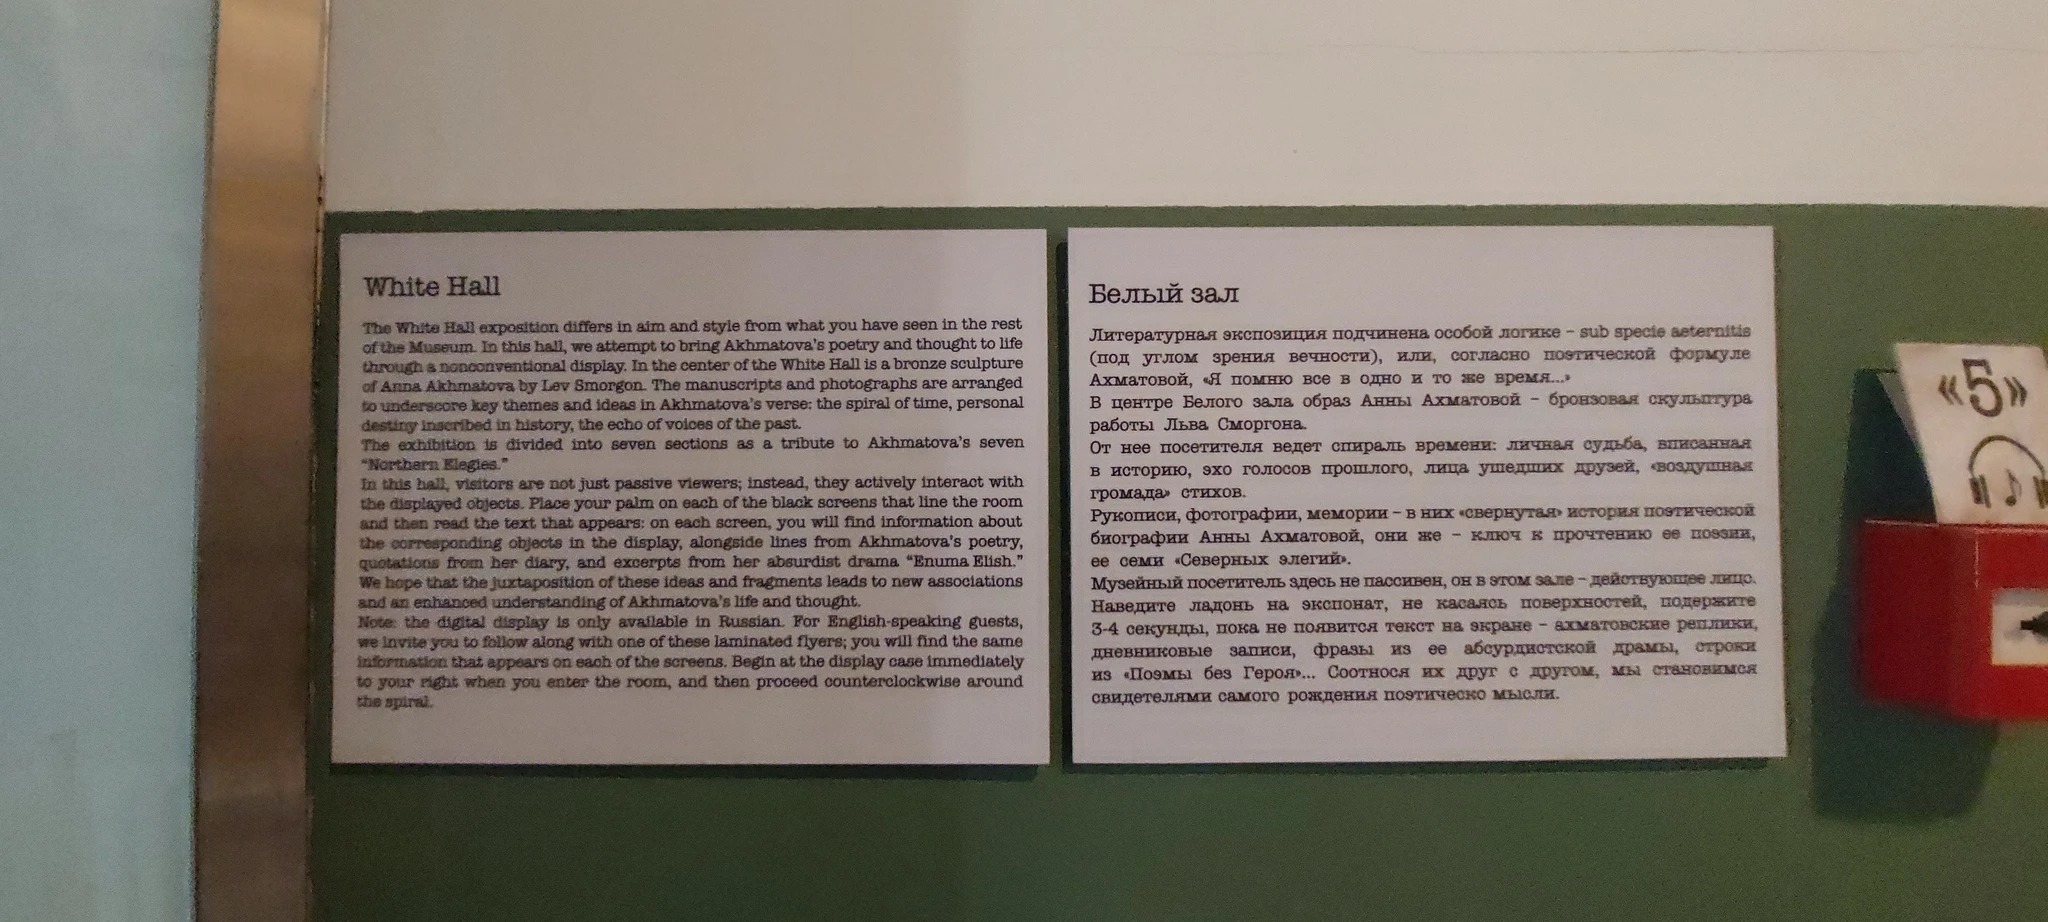 White Hall
The White Hall exposition differs in aim and style from what you have seen in the rest
of the Museum. In this hall, we attempt to bring Akhmatova's poetry and thought to life
through a nonconventional display. In the center of the White Hall is a bronze sculpture
of Anna Akhmatova by Lev Smorgon. The manuscripts and photographs are arranged
to underscore key themes and ideas in Akhmatova's verse: the spiral of time, personal
destiny inscribed in history, the echo of voices of the past.
The exhibition is divided into seven sections as a tribute to Akhmatova's seven
"Northern Elegies."
In this hall, visitors are not just passive viewers; instead, they actively interact with
the displayed objects. Place your palm on each of the black screens that line the room
and then read the text that appears: on each screen, you will find information about
the corresponding objects in the display, alongside lines from Akhmatova's poetry,
quotations from her diary, and excerpts from her absurdist drama "Enuma Elish."
We hope that the juxtaposition of these ideas and fragments leads to new associations
and an enhanced understanding of Akhmatova's life and thought.
Note: the digital display is only available in Russian. For English-speaking guests,
we invite you to follow along with one of these laminated flyers; you will find the same
information that appears on each of the screens. Begin at the display case immediately
to your right when you enter the room, and then proceed counterclockwise around
the spiral.
Белый зал
Литературная экспозиция подчинена особой логике – sub specie aeternitis
(под углом зрения вечности), или, согласно поэтической формуле
Ахматовой, «Я помню все в одно и то же время...»
В центре Белого зала образ Анны Ахматовой – бронзовая скульптура
работы Льва Сморгона.
От нее посетителя ведет спираль времени: личная судьба, вписанная
в историю, эхо голосов прошлого, лица ушедших друзей, «воздушная
громада» стихов.
Рукописи, фотографии, мемории – в них «свернутая» история поэтической
биографии Анны Ахматовой, они же – ключ к прочтению ее поэзии,
ее семи «Северных элегий».
Музейный посетитель здесь не пассивен, он в этом зале – действующее лицо.
Наведите ладонь на экспонат, не касаясь поверхностей, подержите
3-4 секунды, пока не появится текст на экране – ахматовские реплики,
дневниковые записи, фразы из ее абсурдистской драмы, строки
из «Поэмы без Героя»... Соотнося их друг с другом, мы становимся
свидетелями самого рождения поэтическо мысли.
«5»